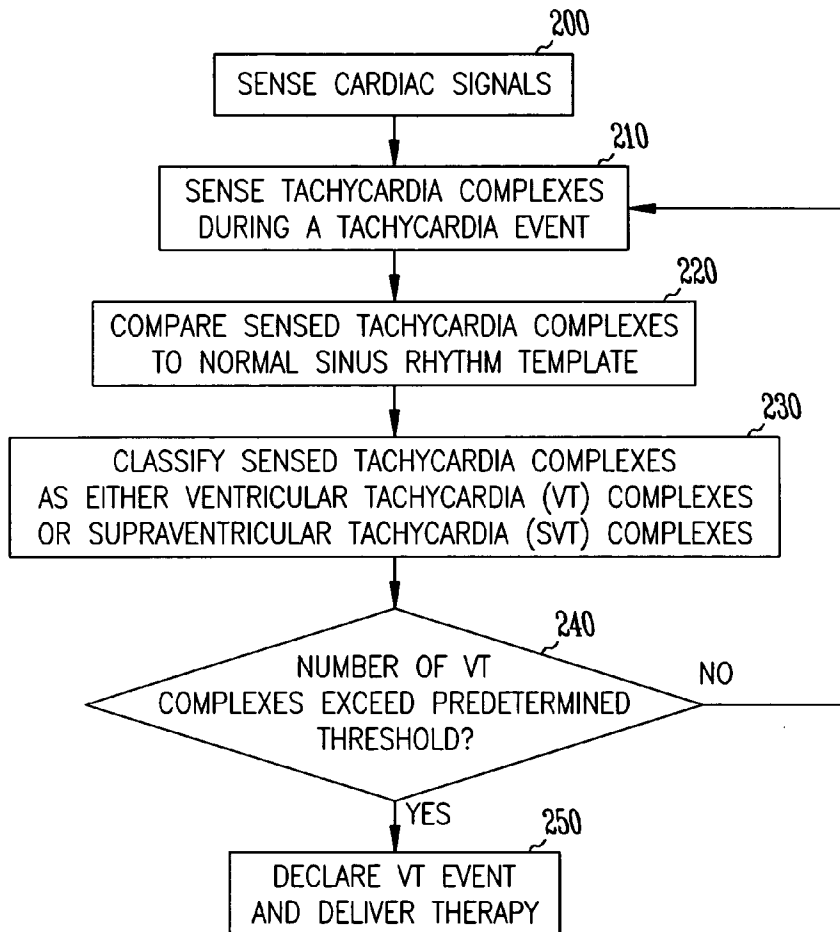 200
SENSE CARDIAC SIGNALS
210
SENSE TACHYCARDIA COMPLEXES
DURING A TACHYCARDIA EVENT
220
COMPARE SENSED TACHYCARDIA COMPLEXES
TO NORMAL SINUS RHYTHM TEMPLATE
230
CLASSIFY SENSED TACHYCARDIA COMPLEXES
AS EITHER VENTRICULAR TACHYCARDIA (VT) COMPLEXES
OR SUPRAVENTRICULAR TACHYCARDIA (SVT) COMPLEXES
240
NUMBER OF VT
COMPLEXES EXCEED PREDETERMINED
THRESHOLD?
NO
YES
250
DECLARE VT EVENT
AND DELIVER THERAPY